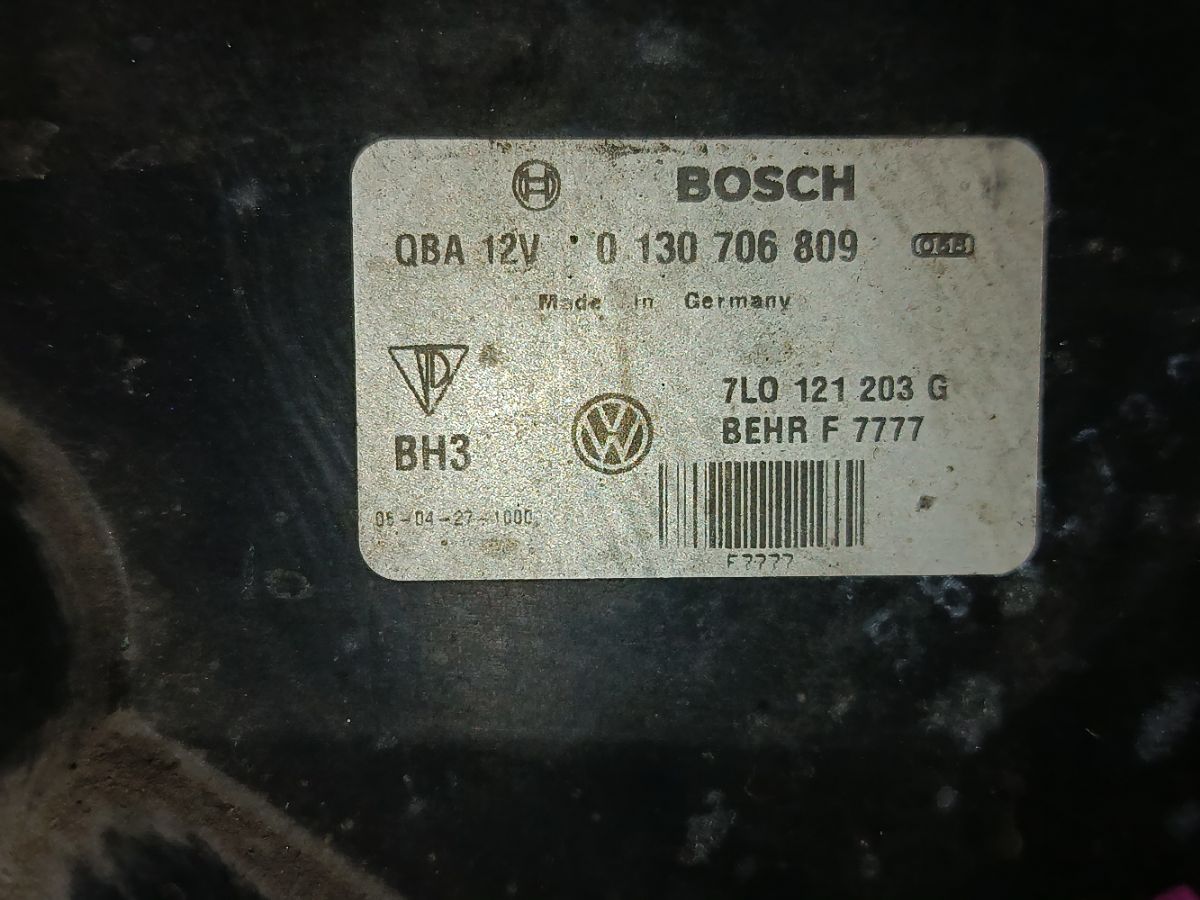 BOSCH
QBA 12V 0 130 706 809
Made in Germany
7L0 121 203 G
BEHR F 7777
BH3
05-04-27-1000
F7777